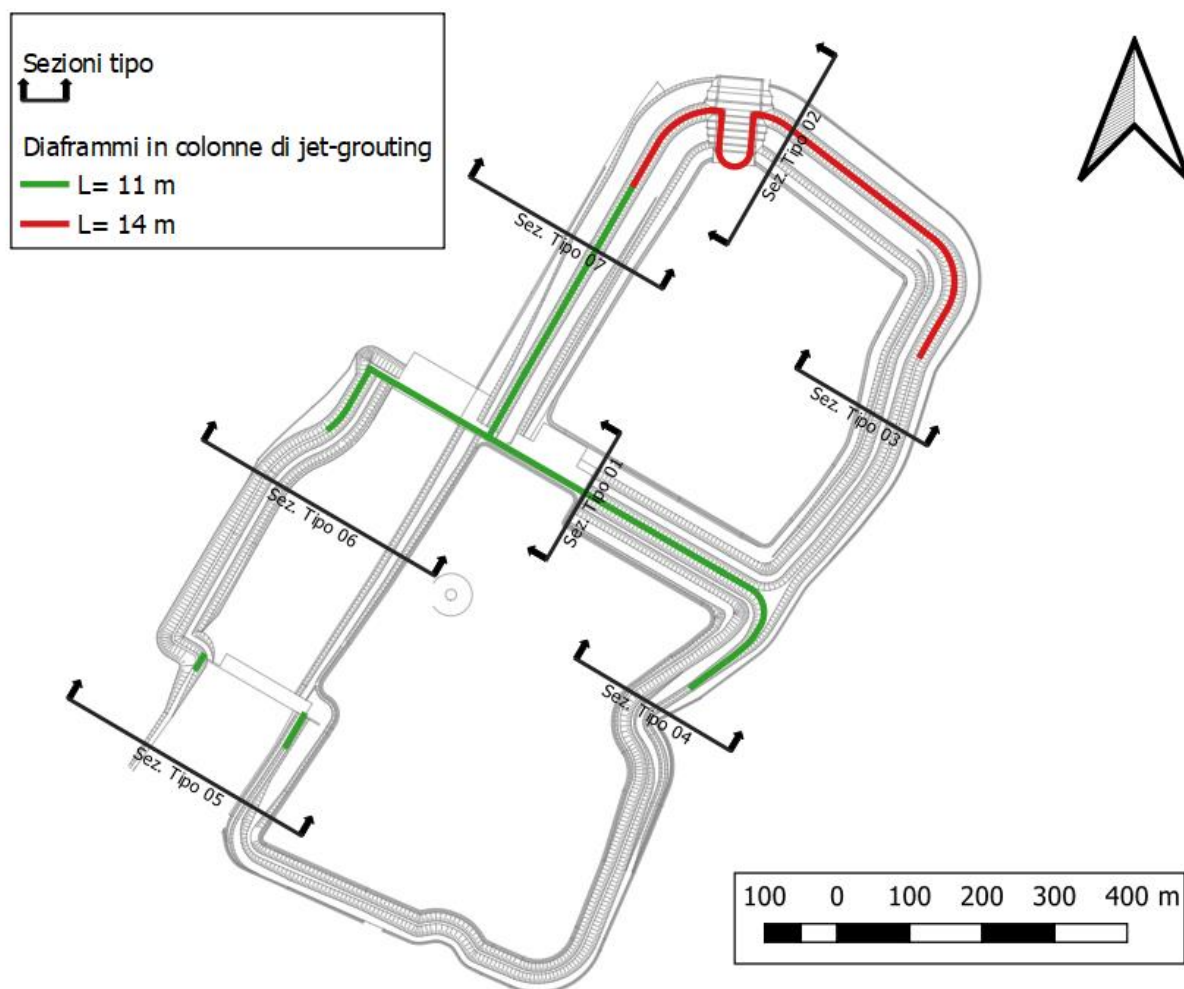 Sezioni tipo
Diaframmi in colonne di jet-grouting
L= 11 m
L= 14 m
Sez. Tipo 02
Sez. Tipo 07
Sez. Tipo 03
Sez. Tipo 01
Sez. Tipo 06
Sez. Tipo 04
Sez. Tipo 05
100 0 100 200 300 400 m